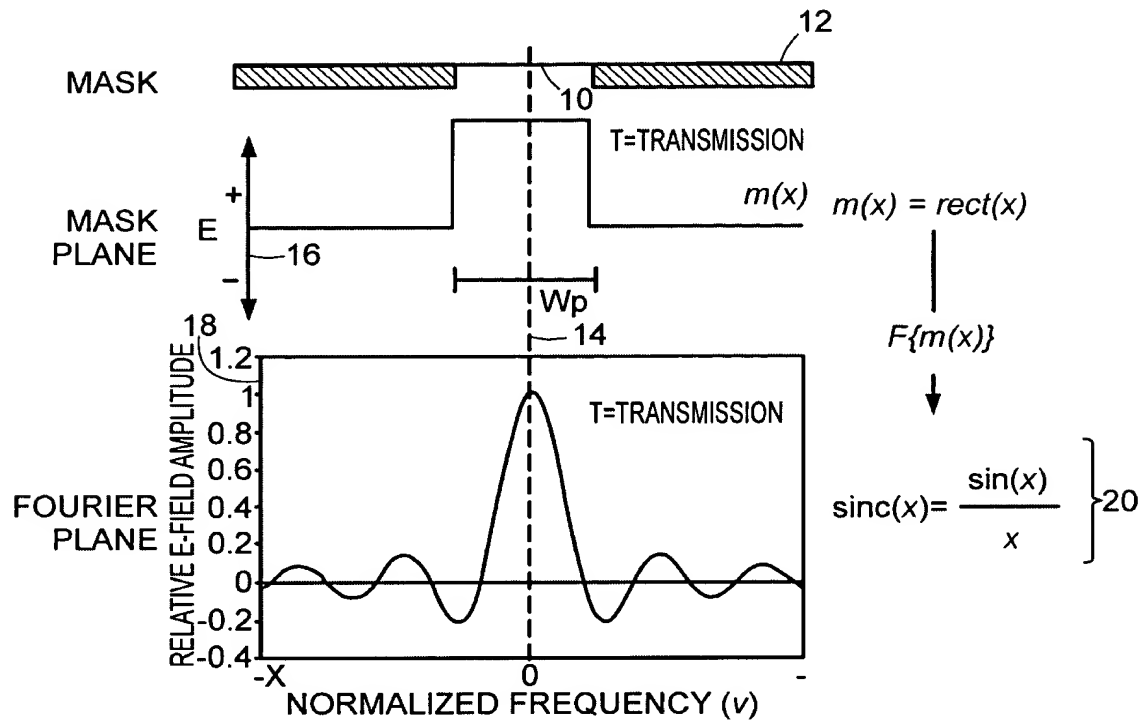 12
MASK
10
T=TRANSMISSION
+
m(x)
m(x) = rect(x)
MASK
PLANE
E
16
–
Wp
14
F{m(x)}
18
RELATIVE E-FIELD AMPLITUDE
1.2
1
0.8
0.6
0.4
0.2
0
-0.2
-0.4
T=TRANSMISSION
FOURIER
PLANE
sinc(x)= sin(x)
x
20
-X
0
-
NORMALIZED FREQUENCY (v)